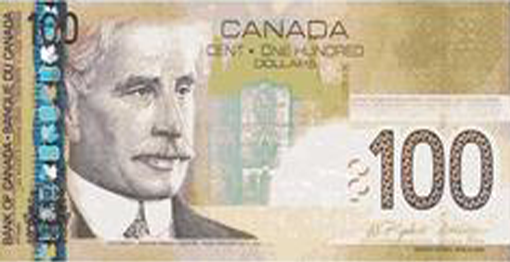 BANK OF CANADA • BANQUE DU CANADA
100
CANADA
CENT • ONE HUNDRED
DOLLARS
100